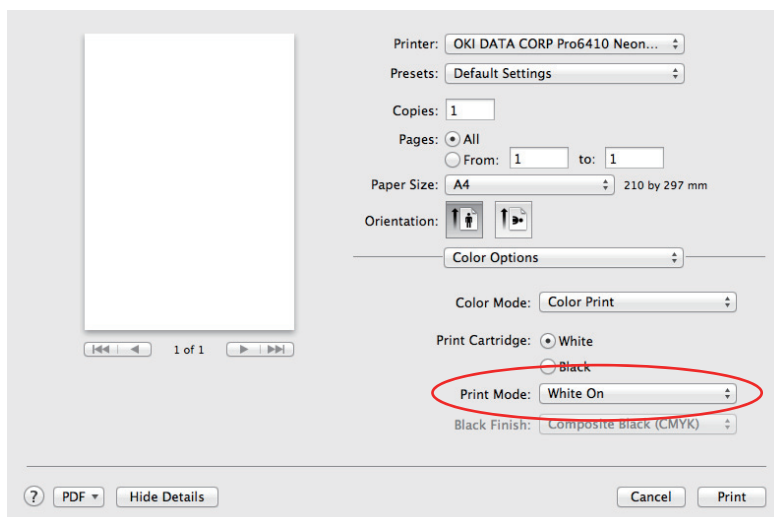 Printer: OKI DATA CORP Pro6410 Neon...
Presets: Default Settings
Copies: 1
Pages: All
From: 1 to: 1
Paper Size: A4 210 by 297 mm
Orientation:
Color Options
Color Mode: Color Print
1 of 1
Print Cartridge: White
Black
Print Mode: White On
Black Finish: Composite Black (CMYK)
? PDF Hide Details Cancel Print